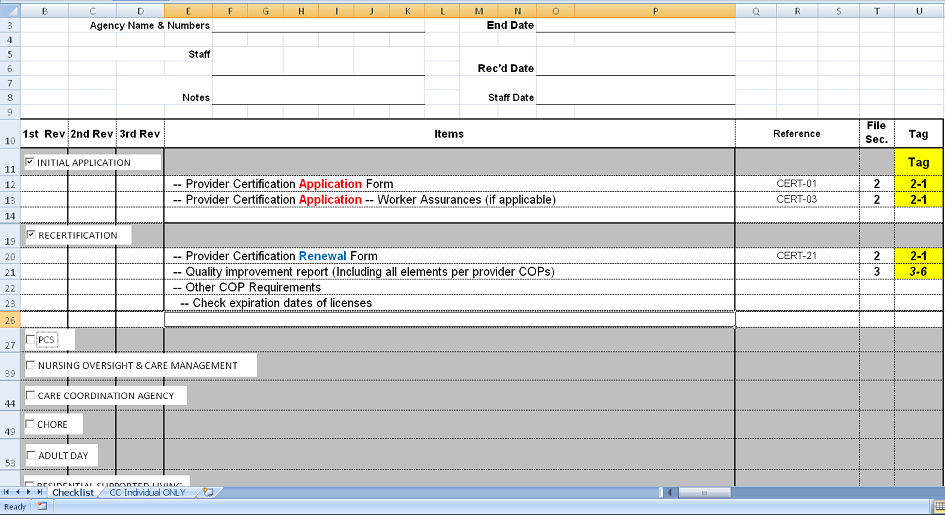 B C D E F G H I J K L M N O P Q R S T U
3 Agency Name & Numbers End Date
4
5 Staff
6 Rec'd Date
7
8 Notes Staff Date
9
10 1st Rev 2nd Rev 3rd Rev Items Reference File Sec. Tag
11 INITIAL APPLICATION Tag
12 -- Provider Certification Application Form CERT-01 2 2-1
13 -- Provider Certification Application -- Worker Assurances (if applicable) CERT-03 2 2-1
14
19 RECERTIFICATION
20 -- Provider Certification Renewal Form CERT-21 2 2-1
21 -- Quality improvement report (Including all elements per provider COPs) 3 3-6
22 -- Other COP Requirements
23 -- Check expiration dates of licenses
26
27 PCS
39 NURSING OVERSIGHT & CARE MANAGEMENT
44 CARE COORDINATION AGENCY
49 CHORE
53 ADULT DAY
RESIDENTIAL SUPPORTED LIVING
Checklist CC Individual ONLY
Ready